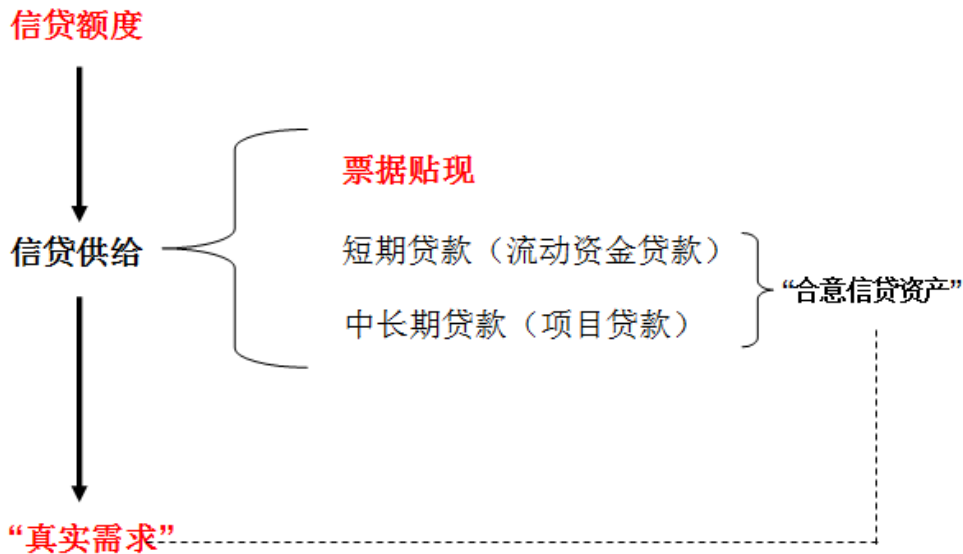 信贷额度
票据贴现
信贷供给
短期贷款（流动资金贷款）
“合意信贷资产”
中长期贷款（项目贷款）
“真实需求”